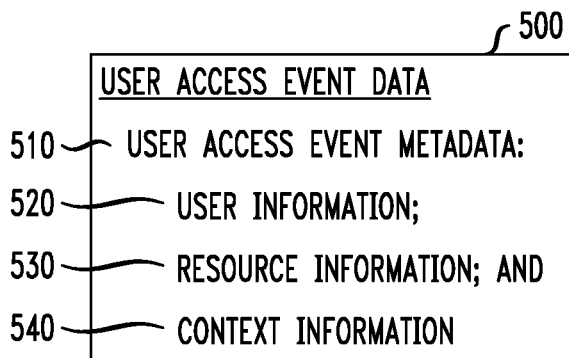 500
USER ACCESS EVENT DATA
510 USER ACCESS EVENT METADATA:
520 USER INFORMATION;
530 RESOURCE INFORMATION; AND
540 CONTEXT INFORMATION